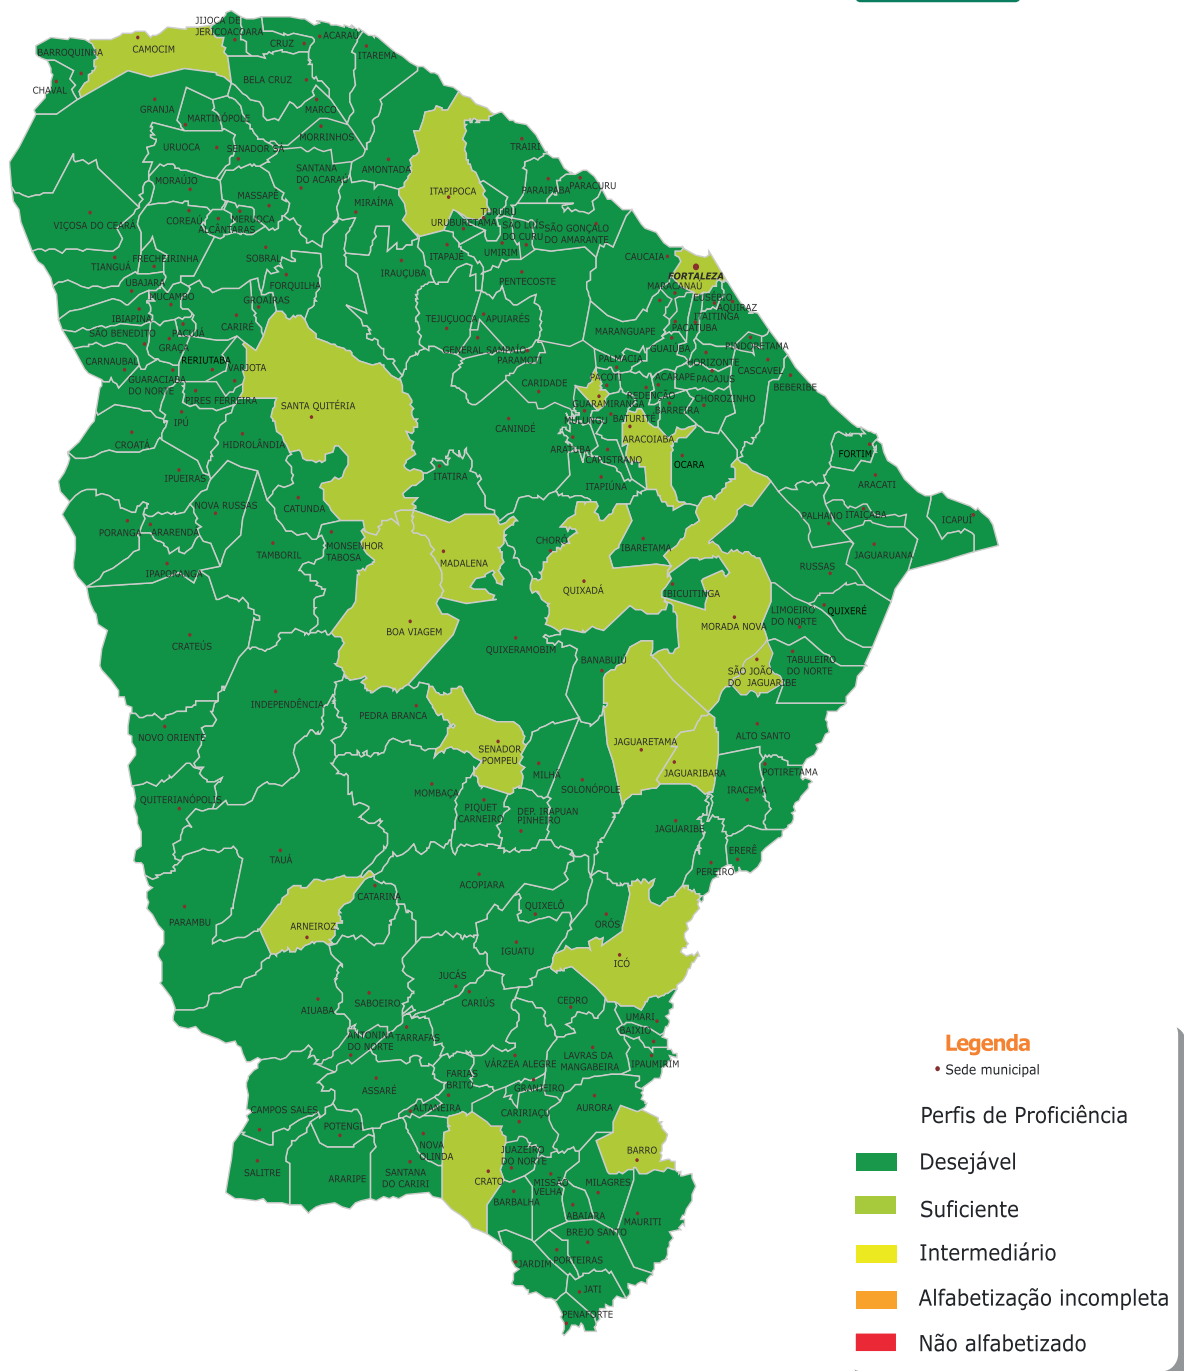 JIJOCA DE
JERICOACOARA
CRUZ
ACARAÚ
ITAREMA
BARROQUINHA
CAMOCIM
CHAVAL
BELA CRUZ
GRANJA
MARTINÓPOLE
MARCO
MORRINHOS
URUOCA
SENADOR SÁ
TRAIRI
AMONTADA
SANTANA
DO ACARAÚ
MORAÚJO
MASSAPÊ
ITAPIPOCA
PARAIPABA
PARACURU
MIRAÍMA
VIÇOSA DO CEARÁ
COREAÚ
MERUOCA
ALCÂNTARAS
TURURU
URUBURETAMA
SÃO LUÍS
DO CURU
SÃO GONÇALO
DO AMARANTE
TIANGUÁ
FRECHEIRINHA
SOBRAL
IRAUÇUBA
ITAPAJÉ
UMIRIM
CAUCAIA
FORTALEZA
UBAJARA
MUCAMBO
FORQUILHA
PENTECOSTE
MARACANAÚ
EUSÉBIO
AQUIRAZ
GROAÍRAS
IBIAPINA
ITAITINGA
SÃO BENEDITO
PACUJÁ
CARIRÉ
TEJUÇUOCA
APUIARÉS
MARANGUAPE
PACATUBA
GRAÇA
GENERAL SAMPAIO
PARAMOTI
GUAIUBA
PINDORETAMA
CARNAUBAL
RERIUTABA
VARJOTA
PALMÁCIA
HORIZONTE
CASCAVEL
GUARACIABA
DO NORTE
PIRES FERREIRA
CARIDADE
PACOTI
ACARAPE
PACAJUS
BEBERIBE
REDENÇÃO
CHOROZINHO
GUARAMIRANGA
BARREIRA
SANTA QUITÉRIA
IPÚ
MULUNGU
BATURITÉ
CROATÁ
HIDROLÂNDIA
CANINDÉ
ARACOIABA
ARATUBA
CAPISTRANO
FORTIM
OCARA
IPUEIRAS
ITATIRA
ITAPIÚNA
ARACATI
NOVA RUSSAS
CATUNDA
PORANGA
ARARENDÁ
PALHANO
ITAIÇABA
ICAPUÍ
TAMBORIL
MONSENHOR
TABOSA
CHORÓ
IBARETAMA
JAGUARUANA
IPAPORANGA
MADALENA
RUSSAS
QUIXADÁ
IBICUITINGA
CRATEÚS
BOA VIAGEM
QUIXERAMOBIM
MORADA NOVA
LIMOEIRO
DO NORTE
QUIXERÉ
BANABUIÚ
SÃO JOÃO
DO JAGUARIBE
TABULEIRO
DO NORTE
INDEPENDÊNCIA
PEDRA BRANCA
NOVO ORIENTE
SENADOR
POMPEU
JAGUARETAMA
ALTO SANTO
MILHÃ
JAGUARIBARA
POTIRETAMA
QUITERIANÓPOLIS
MOMBAÇA
SOLONÓPOLE
IRACEMA
PIQUET
CARNEIRO
DEP. IRAPUAN
PINHEIRO
JAGUARIBE
TAUÁ
ERERÊ
PEREIRO
ACOPIARA
CATARINA
PARAMBU
ARNEIROZ
QUIXELÔ
ORÓS
IGUATU
ICÓ
JUCÁS
AIUABA
SABOEIRO
CARIÚS
CEDRO
UMARI
BAIXIO
ANTONINA
DO NORTE
TARRAFAS
VÁRZEA ALEGRE
LAVRAS DA
MANGABEIRA
IPAUMIRIM
FARIAS
BRITO
GRANJEIRO
ASSARÉ
CAMPOS SALES
ALTANEIRA
CARIRIAÇU
AURORA
POTENGI
NOVA
OLINDA
JUAZEIRO
DO NORTE
BARRO
SALITRE
ARARIPE
SANTANA
DO CARIRI
CRATO
MISSÃO
VELHA
MILAGRES
BARBALHA
ABAIARA
MAURITI
BREJO SANTO
JARDIM
PORTEIRAS
JATI
PENAFORTE
Legenda
Sede municipal
Perfis de Proficiência
Desejável
Suficiente
Intermediário
Alfabetização incompleta
Não alfabetizado